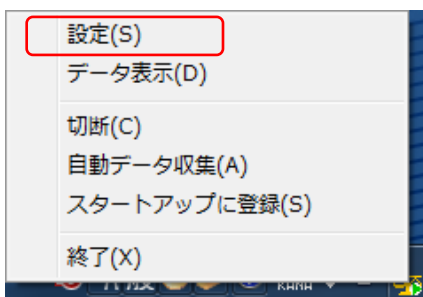 設定(S)
データ表示(D)
切断(C)
自動データ収集(A)
スタートアップに登録(S)
終了(X)
KANA